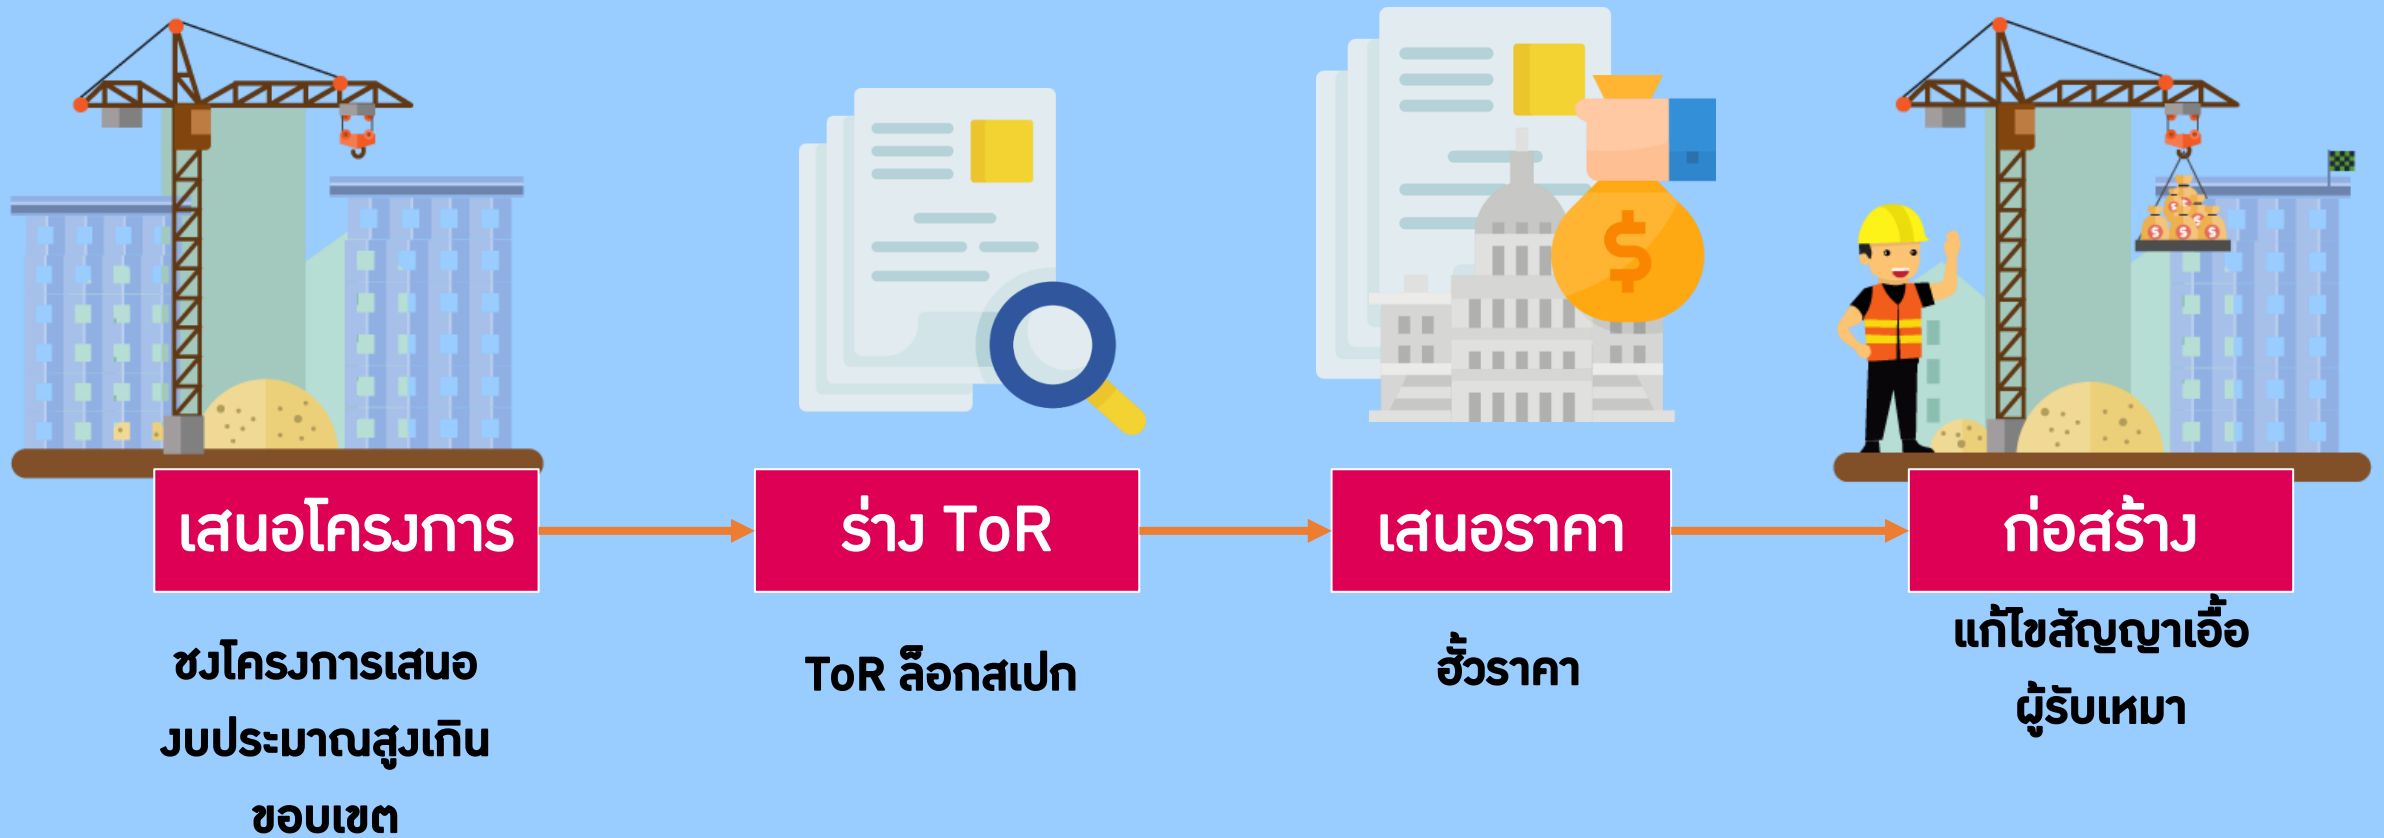 เสนอโครงการ
ร่าง ToR
เสนอราคา
ก่อสร้าง
ชงโครงการเสนอ
งบประมาณสูงเกิน
ขอบเขต
ToR ล็อกสเปก
ฮั้วราคา
แก้ไขสัญญาเอื้อ
ผู้รับเหมา
$